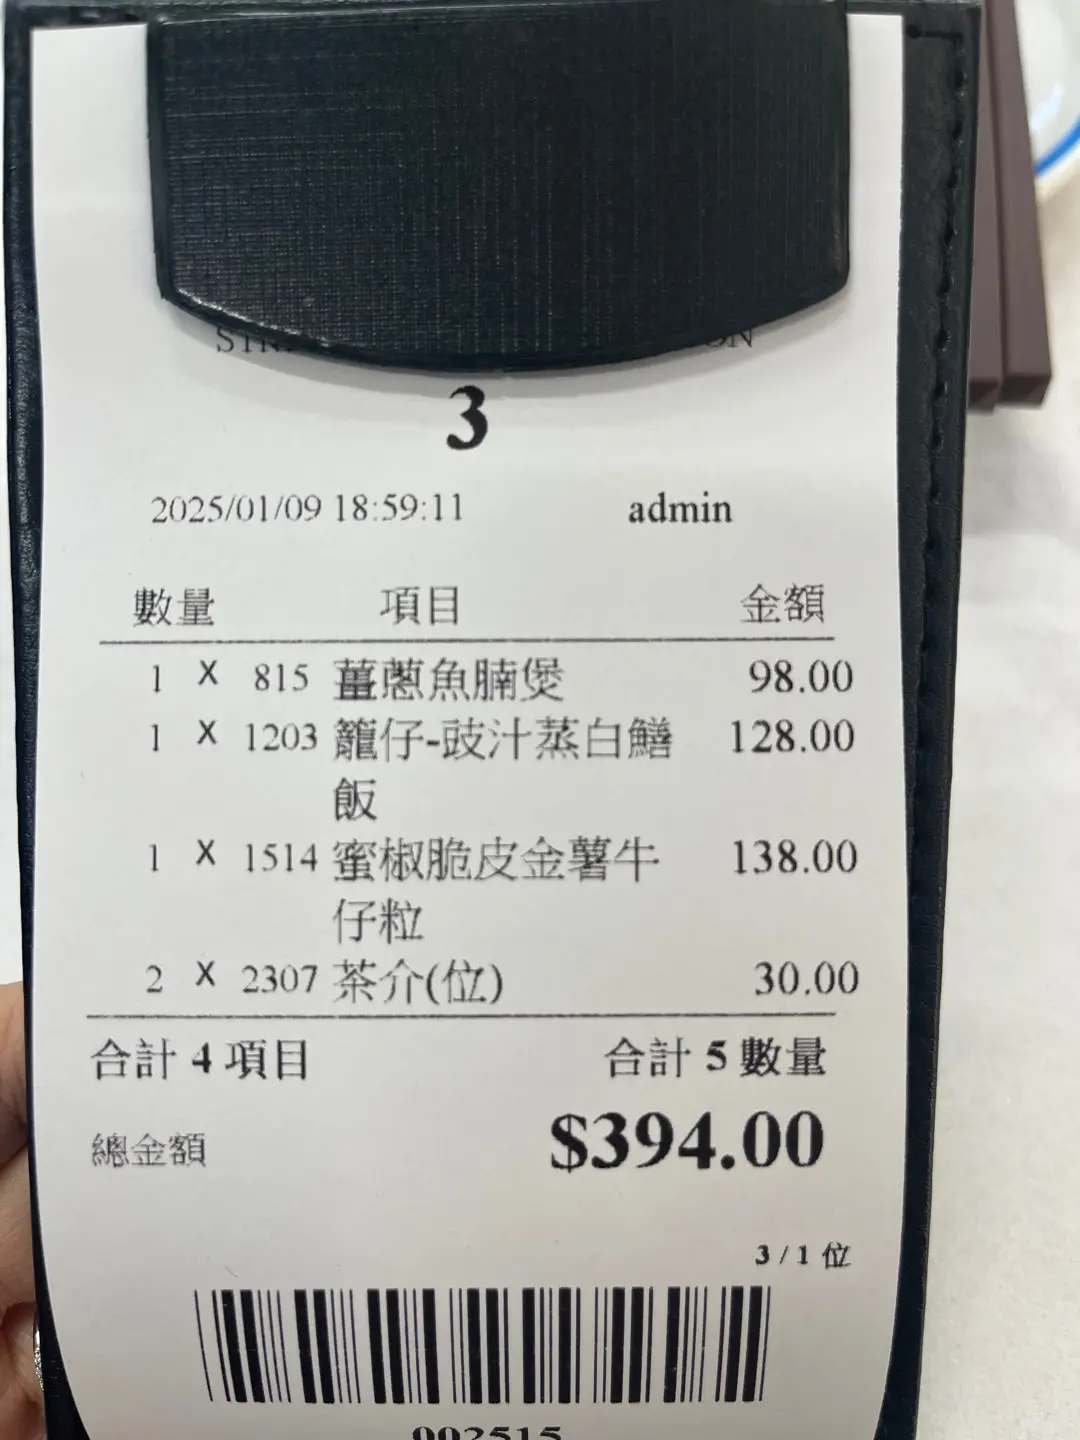 3
2025/01/09 18:59:11 admin
數量 項目 金額
1 X 815 薑蔥魚腩煲 98.00
1 X 1203 籠仔-豉汁蒸白鱔 128.00
飯
1 X 1514 蜜椒脆皮金薯牛 138.00
仔粒
2 X 2307 茶介(位) 30.00
合計 4 項目 合計 5 數量
總金額 $394.00
3 / 1 位
002515